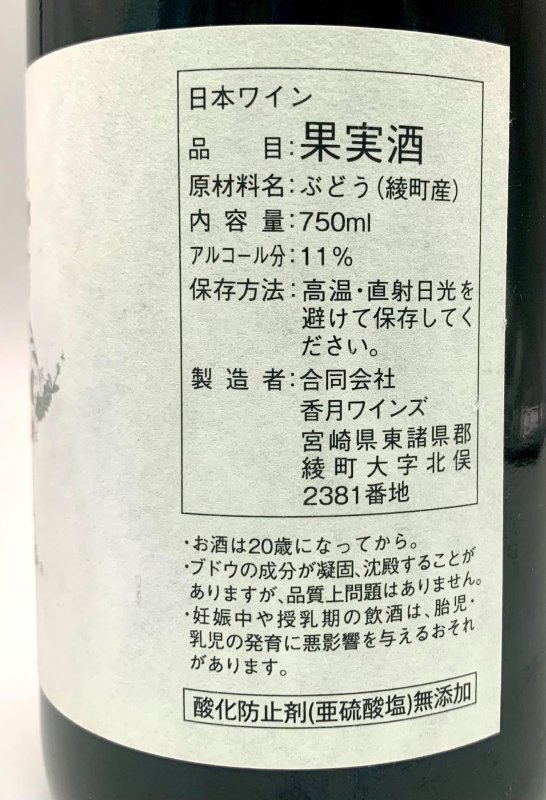 日本ワイン
品目:果実酒
原材料名:ぶどう(綾町産)
内容量:750ml
アルコール分:11%
保存方法:高温・直射日光を
避けて保存してく
ださい。
製造者:合同会社
香月ワインズ
宮崎県東諸県郡
綾町大字北俣
2381番地
・お酒は20歳になってから。
・ブドウの成分が凝固、沈殿することが
ありますが、品質上問題はありません。
・妊娠中や授乳期の飲酒は、胎児・
乳児の発育に悪影響を与えるおそれ
があります。
酸化防止剤(亜硫酸塩)無添加